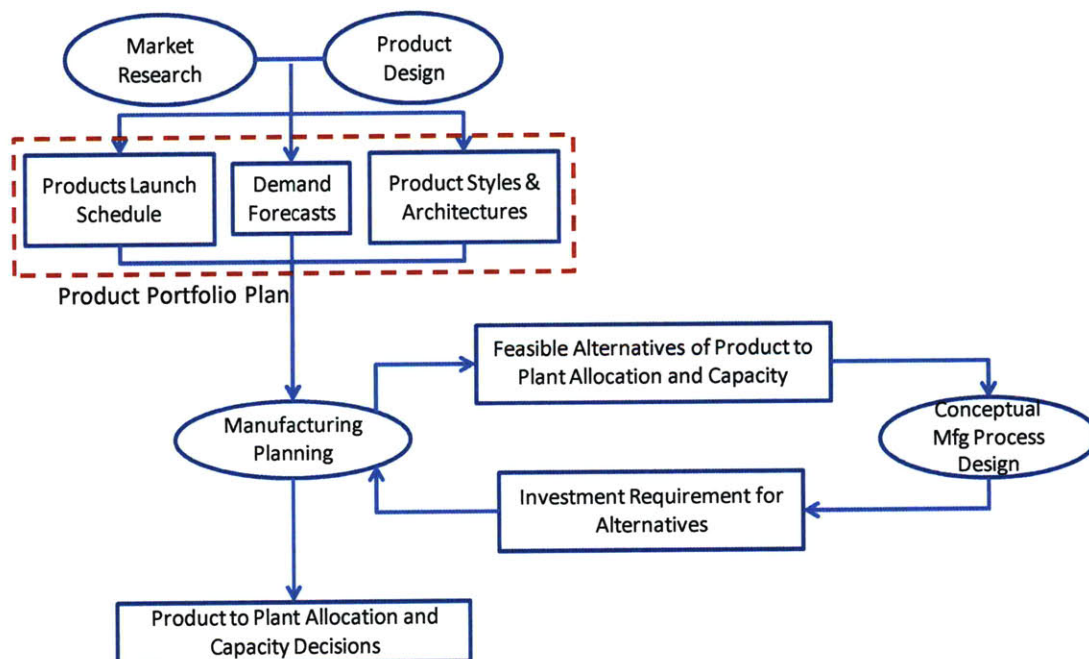 Market
Research
Product
Design
Products Launch
Schedule
Demand
Forecasts
Product Styles &
Architectures
Product Portfolio Plan
Feasible Alternatives of Product to
Plant Allocation and Capacity
Manufacturing
Planning
Conceptual
Mfg Process
Design
Investment Requirement for
Alternatives
Product to Plant Allocation and
Capacity Decisions